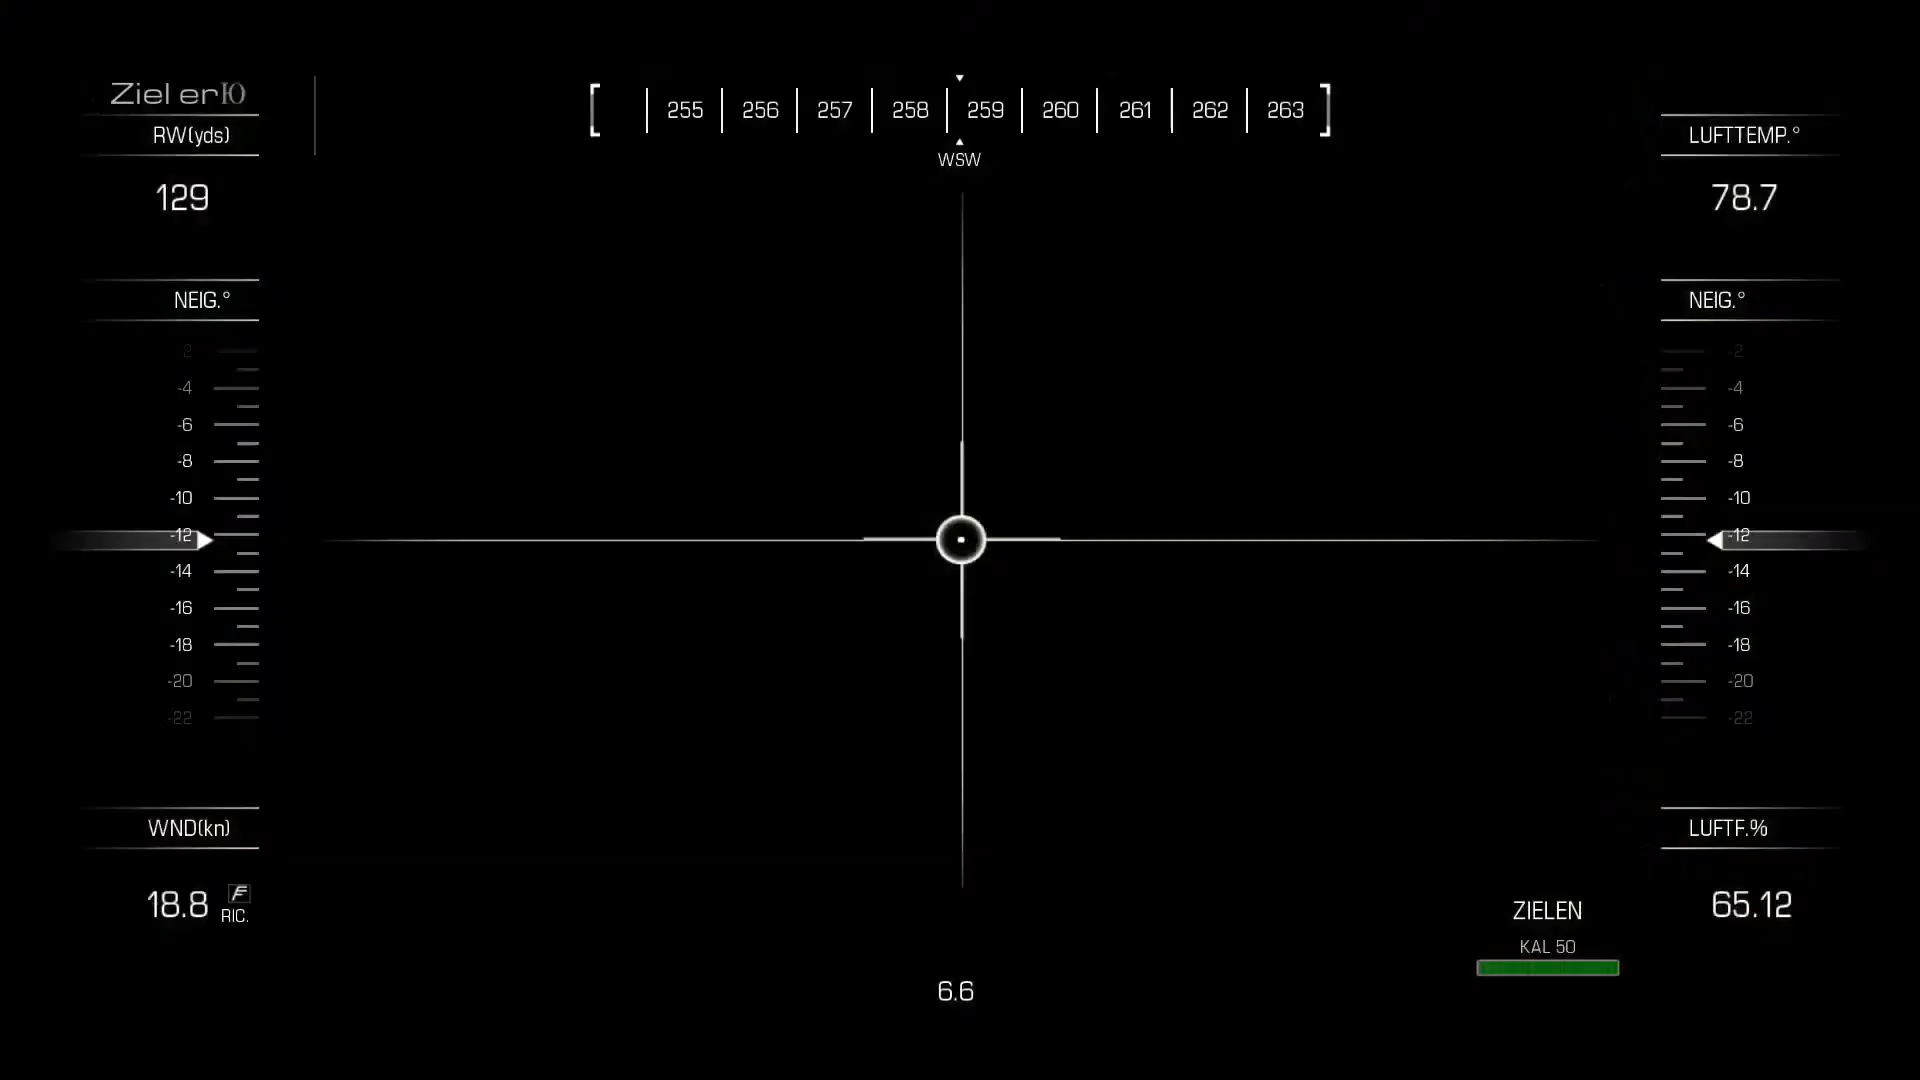 Ziel er
RW(yds)
129
255 256 257 258 259 260 261 262 263
WSW
LUFTTEMP.°
78.7
NEIG.°
2
-4
-6
-8
-10
-12
-14
-16
-18
-20
-22
NEIG.°
-2
-4
-6
-8
-10
-12
-14
-16
-18
-20
-22
WND(kn)
18.8
F
RIC.
LUFTF.%
65.12
ZIELEN
KAL 50
6.6